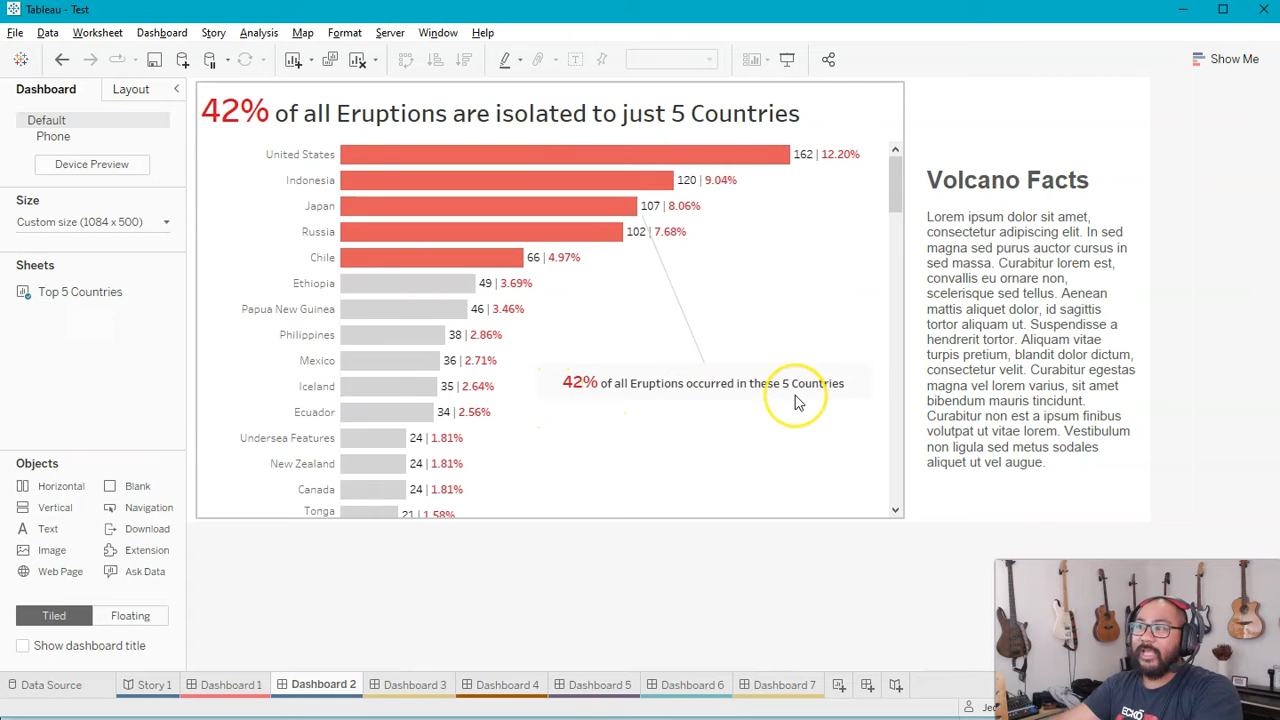 Tableau - Test
File Data Worksheet Dashboard Story Analysis Map Format Server Window Help
Show Me
Dashboard Layout
Default
Phone
Device Preview
Size
Custom size (1084 x 500)
Sheets
Top 5 Countries
Objects
Horizontal Blank
Vertical Navigation
Text Download
Image Extension
Web Page Ask Data
Tiled Floating
Show dashboard title
42% of all Eruptions are isolated to just 5 Countries
United States 162 | 12.20%
Indonesia 120 | 9.04%
Japan 107 | 8.06%
Russia 102 | 7.68%
Chile 66 | 4.97%
Ethiopia 49 | 3.69%
Papua New Guinea 46 | 3.46%
Philippines 38 | 2.86%
Mexico 36 | 2.71%
Iceland 35 | 2.64%
Ecuador 34 | 2.56%
Undersea Features 24 | 1.81%
New Zealand 24 | 1.81%
Canada 24 | 1.81%
Tonga 21 | 1.58%
42% of all Eruptions occurred in these 5 Countries
Volcano Facts
Lorem ipsum dolor sit amet,
consectetur adipiscing elit. In sed
magna sed purus auctor cursus in
sed massa. Curabitur lorem est,
convallis eu ornare non,
scelerisque sed tellus. Aenean
mattis aliquet dolor, id sagittis
tortor aliquam ut. Suspendisse a
hendrerit tortor. Aliquam vitae leo
turpis pretium, blandit dolor dictum,
consectetur velit. Etiam dapibus,
magna vel viverra luctus, sit amet
bibendum mauris tincidunt.
Curabitur non est a ipsum finibus
volutpat ut vitae lorem. Vestibulum
non ligula sed metus sodales
aliquet ut vel augue.
Data Source Story 1 Dashboard 1 Dashboard 2 Dashboard 3 Dashboard 4 Dashboard 5 Dashboard 6 Dashboard 7
ECKŌ